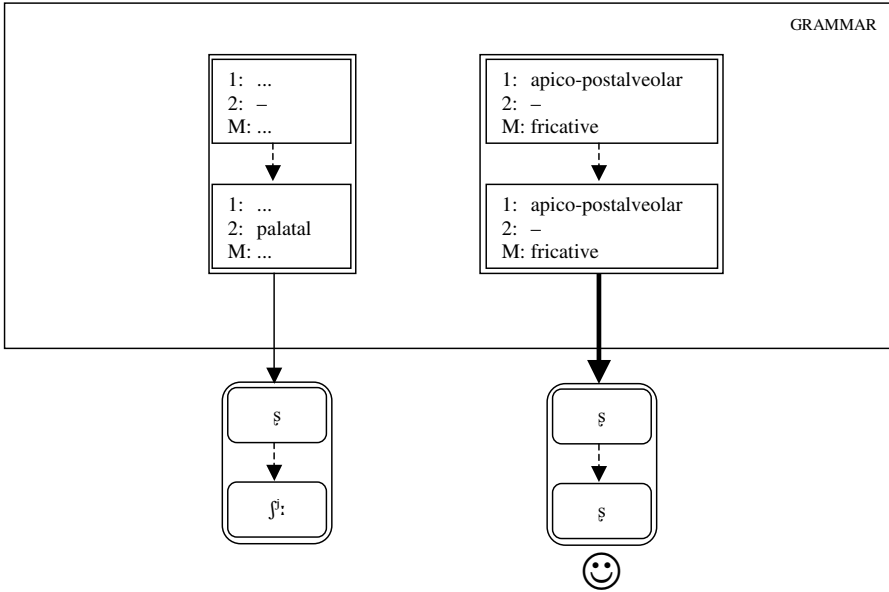 GRAMMAR
1: ...
2: –
M: ...
1: ...
2: palatal
M: ...
1: apico-postalveolar
2: –
M: fricative
1: apico-postalveolar
2: –
M: fricative
ʂ
ʃʲː
ʂ
ʂ